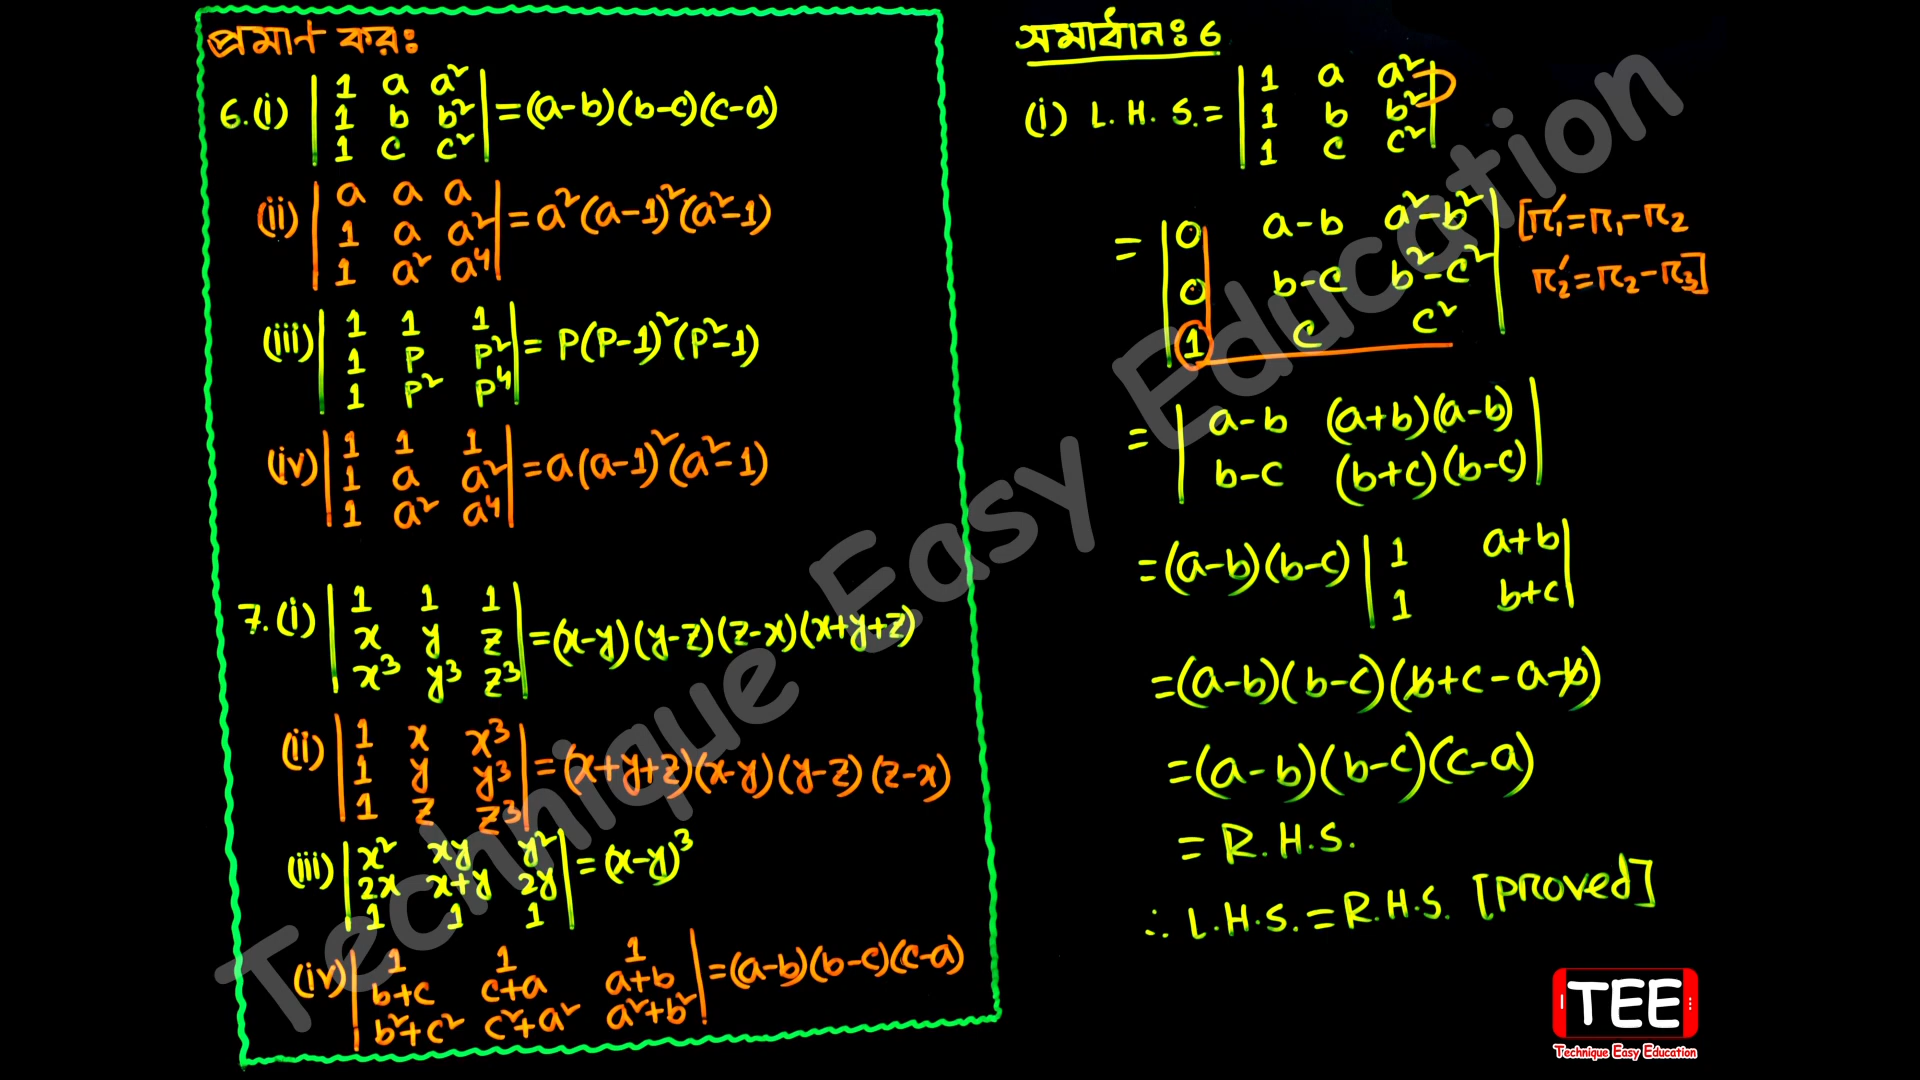 প্রমাণ করঃ
6.(i) | 1 a a² | = (a-b)(b-c)(c-a)
1 b b²
1 c c²
(ii) | a a a | = a²(a-1)²(a²-1)
1 a a²
1 a² a⁴
(iii) | 1 1 1 | = P(P-1)²(P²-1)
1 P P²
1 P² P⁴
(iv) | 1 1 1 | = a(a-1)²(a²-1)
1 a a²
1 a² a⁴
7.(i) | 1 1 1 | = (x-y)(y-z)(z-x)(x+y+z)
x y z
x³ y³ z³
(ii) | 1 x x³ | = (x+y+z)(x-y)(y-z)(z-x)
1 y y³
1 z z³
(iii) | x² xy y² | = (x-y)³
2x x+y 2y
1 1 1
(iv) | 1 1 1 | = (a-b)(b-c)(c-a)
b+c c+a a+b
b²+c² c²+a² a²+b²
সমাধানঃ 6
(i) L.H.S. = | 1 a a² |
1 b b²
1 c c²
= | 0 a-b a²-b² | [r₁′=r₁-r₂
0 b-c b²-c² r₂′=r₂-r₃]
1 c c²
= | a-b (a+b)(a-b) |
b-c (b+c)(b-c)
= (a-b)(b-c) | 1 a+b |
1 b+c
= (a-b)(b-c)(b+c-a-b)
= (a-b)(b-c)(c-a)
= R.H.S.
∴ L.H.S. = R.H.S. [proved]
Technique Easy Education
TEE
Technique Easy Education